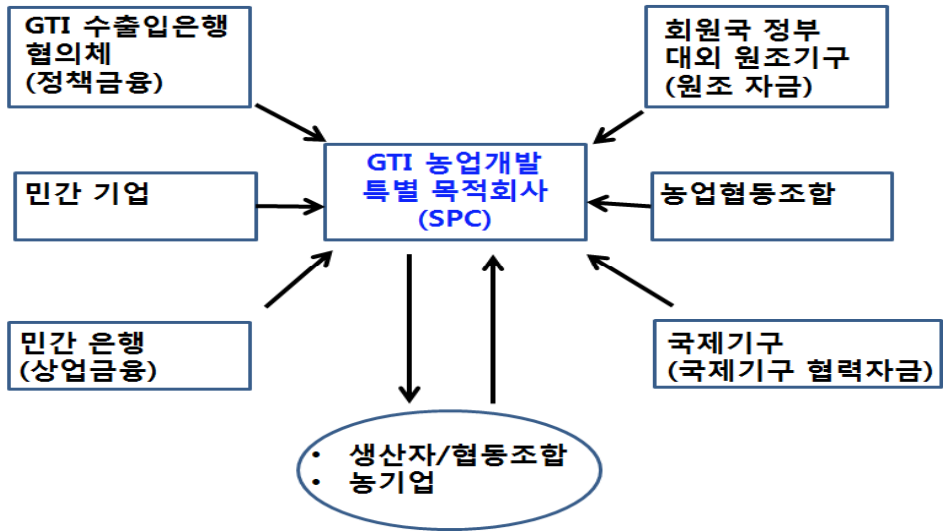 GTI 수출입은행
협의체
(정책금융)
회원국 정부
대외 원조기구
(원조 자금)
GTI 농업개발
특별 목적회사
(SPC)
민간 기업
농업협동조합
민간 은행
(상업금융)
국제기구
(국제기구 협력자금)
• 생산자/협동조합
• 농기업